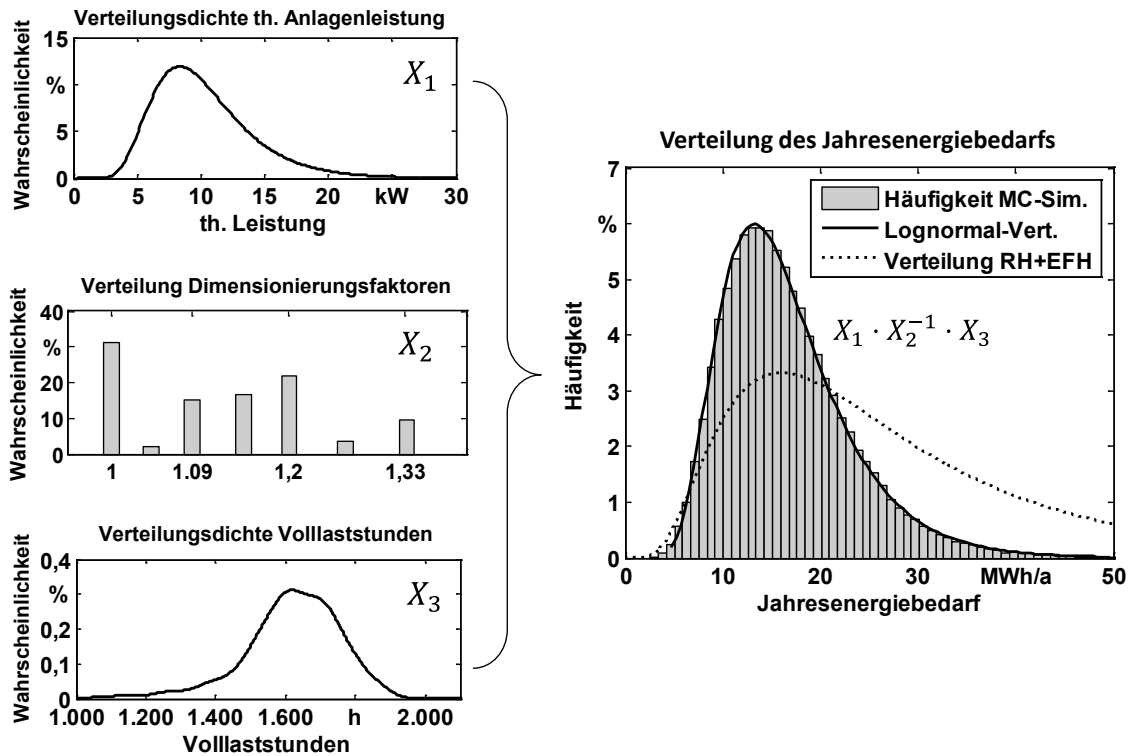 Verteilungsdichte th. Anlagenleistung
Wahrscheinlichkeit
15
%
10
5
0
X₁
0 5 10 15 20 kW 30
th. Leistung
Verteilung Dimensionierungsfaktoren
Wahrscheinlichkeit
40
%
20
10
0
X₂
1 1.09 1,2 1,33
Verteilungsdichte Volllaststunden
Wahrscheinlichkeit
0,4
%
0,2
0,1
0
X₃
1.000 1.200 1.400 1.600 h 2.000
Volllaststunden
Verteilung des Jahresenergiebedarfs
Häufigkeit
7
%
5
4
3
2
1
0
Häufigkeit MC-Sim.
Lognormal-Vert.
Verteilung RH+EFH
X₁ · X₂⁻¹ · X₃
0 10 20 30 MWh/a 50
Jahresenergiebedarf